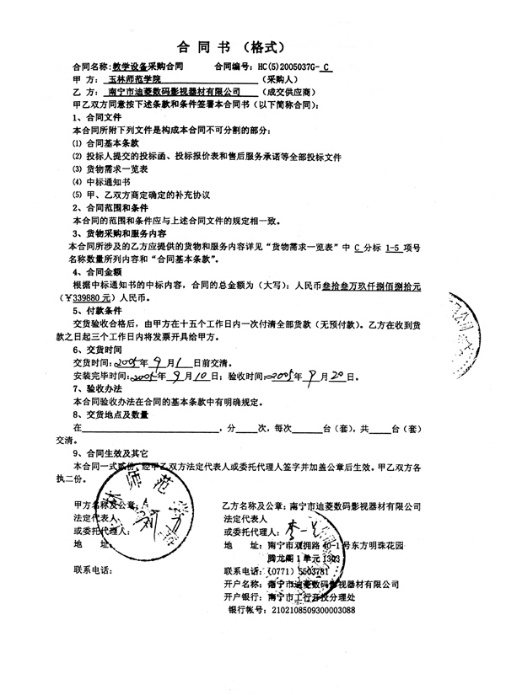 合同书（格式）
合同名称：教学设备采购合同 合同编号：HC(5)2005037G-C
甲方：玉林师范学院（采购人）
乙方：南宁市迪菱数码影视器材有限公司（成交供应商）
甲乙双方同意按下述条款和条件签署本合同书（以下简称合同）：
1、合同文件
本合同所附下列文件是构成本合同不可分割的部分：
⑴ 合同基本条款
⑵ 投标人提交的投标函、投标报价表和售后服务承诺等全部投标文件
⑶ 货物需求一览表
⑷ 中标通知书
⑸ 甲、乙双方商定确定的补充协议
2、合同范围和条件
本合同的范围和条件应与上述合同文件的规定相一致。
3、货物采购和服务内容
本合同所涉及的乙方应提供的货物和服务内容详见“货物需求一览表”中 C 分标 1-5 项号
名称数量所列内容和“合同基本条款”。
4、合同金额
根据中标通知书的中标内容，合同的总金额为（大写）：人民币叁拾叁万玖仟捌佰捌拾元
（￥339880元）人民币。
5、付款条件
交货验收合格后，由甲方在十五个工作日内一次付清全部货款（无预付款）。乙方在收到货
款之日起三个工作日内将发票开具给甲方。
6、交货时间
交货时间：2005年9月1日前交清。
安装完毕时间：2005年9月10日；验收时间：2005年9月20日。
7、验收办法
本合同验收办法在合同的基本条款中有明确规定。
8、交货地点及数量
在，分次，每次台（套），共台（套）
交清。
9、合同生效及其它
本合同一式贰份，经甲乙双方法定代表人或委托代理人签字并加盖公章后生效。甲乙双方各
执二份。
甲方名称及公章：
法定代表人
或委托代理人：
地 址：
联系电话：
乙方名称及公章：南宁市迪菱数码影视器材有限公司
法定代表人
或委托代理人：
地 址：南宁市双拥路40-1号东方明珠花园
腾龙阁1单元1303
联系电话：(0771) 5503781
开户名称：南宁市迪菱数码影视器材有限公司
开户银行：南宁市工行开投分理处
银行帐号：2102108509300003088